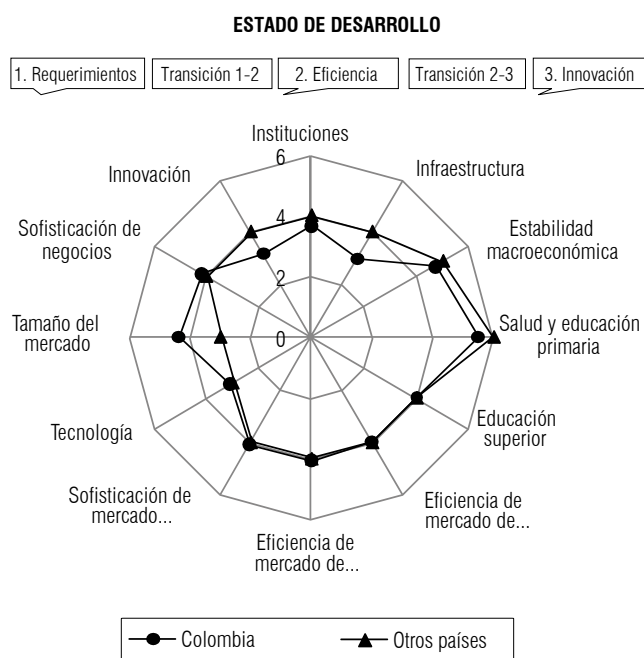 ESTADO DE DESARROLLO
1. Requerimientos
Transición 1-2
2. Eficiencia
Transición 2-3
3. Innovación
Instituciones
Infraestructura
Estabilidad
macroeconómica
Salud y educación
primaria
Educación
superior
Eficiencia de
mercado de...
Eficiencia de
mercado de...
Sofisticación de
mercado...
Tecnología
Tamaño del
mercado
Sofisticación de
negocios
Innovación
6
4
2
0
Colombia
Otros países